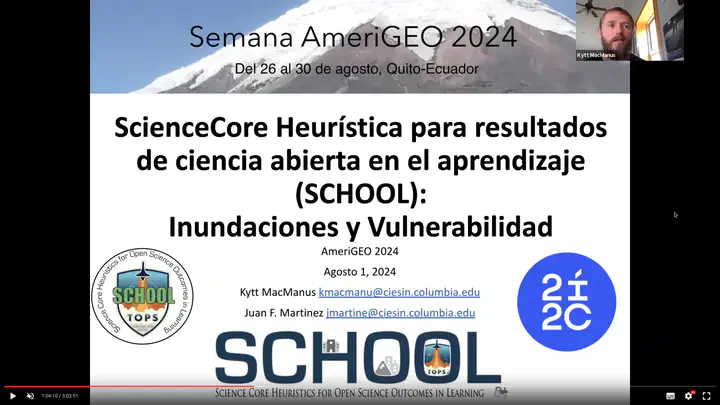 Semana AmeriGEO 2024
Del 26 al 30 de agosto, Quito-Ecuador
Kytt MacManus
ScienceCore Heurística para resultados
de ciencia abierta en el aprendizaje
(SCHOOL):
Inundaciones y Vulnerabilidad
AmeriGEO 2024
Agosto 1, 2024
Kytt MacManus kmacmanu@ciesin.columbia.edu
Juan F. Martinez jmartine@ciesin.columbia.edu
Science Core Heuristics for Open Science Outcomes in Learning
SCHOOL
TOPS
2i
2C
SCHOOL
TOPS
SCIENCE CORE HEURISTICS FOR OPEN SCIENCE OUTCOMES IN LEARNING
1:04:10 / 3:02:51